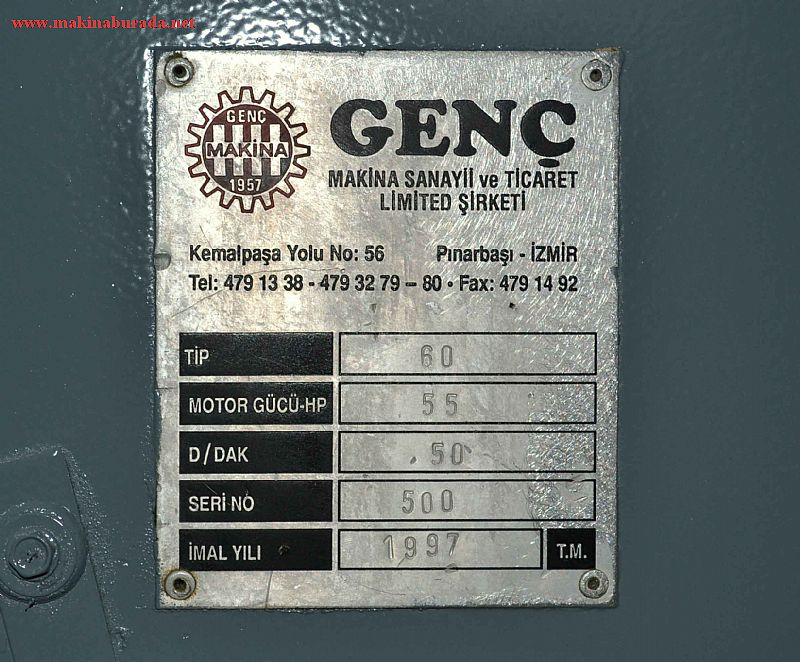 www.makinaburada.net
GENÇ
MAKİNA
1957
GENÇ
MAKİNA SANAYİİ ve TİCARET
LİMİTED ŞİRKETİ
Kemalpaşa Yolu No: 56 Pınarbaşı - İZMİR
Tel: 479 13 38 - 479 32 79 – 80 • Fax: 479 14 92
TİP 60
MOTOR GÜCÜ-HP 55
D/DAK 50
SERİ NO 500
İMAL YILI 1997 T.M.